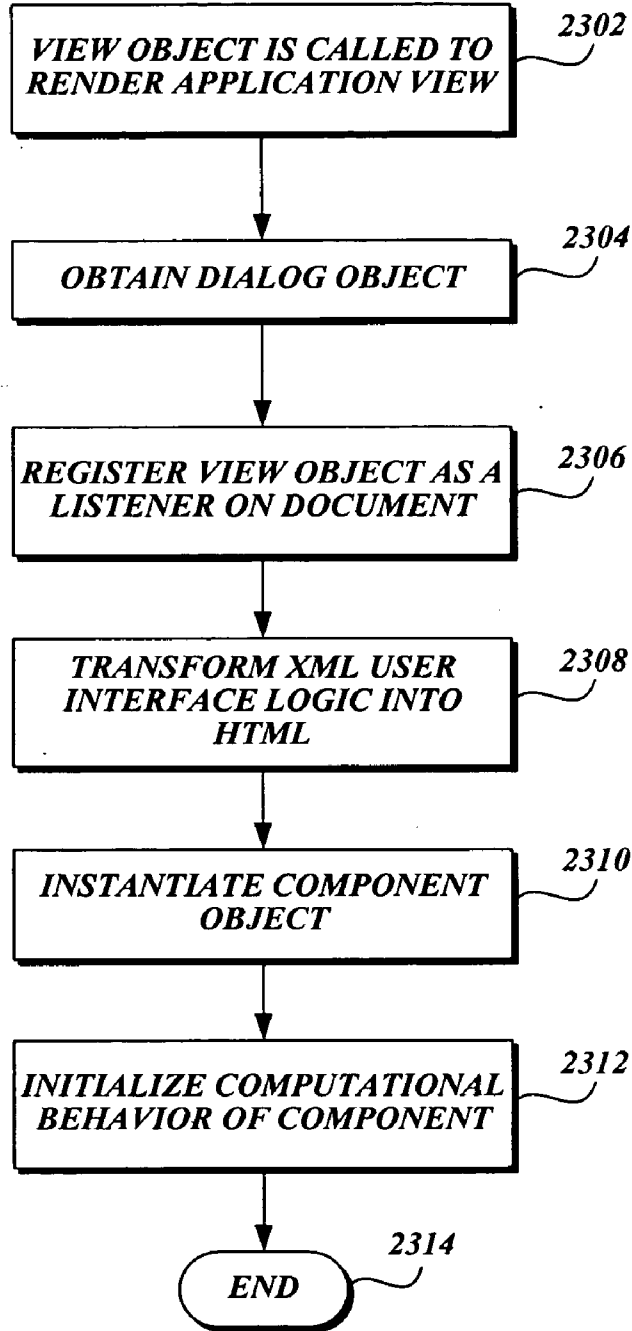 VIEW OBJECT IS CALLED TO
RENDER APPLICATION VIEW
2302
OBTAIN DIALOG OBJECT
2304
REGISTER VIEW OBJECT AS A
LISTENER ON DOCUMENT
2306
TRANSFORM XML USER
INTERFACE LOGIC INTO
HTML
2308
INSTANTIATE COMPONENT
OBJECT
2310
INITIALIZE COMPUTATIONAL
BEHAVIOR OF COMPONENT
2312
END
2314